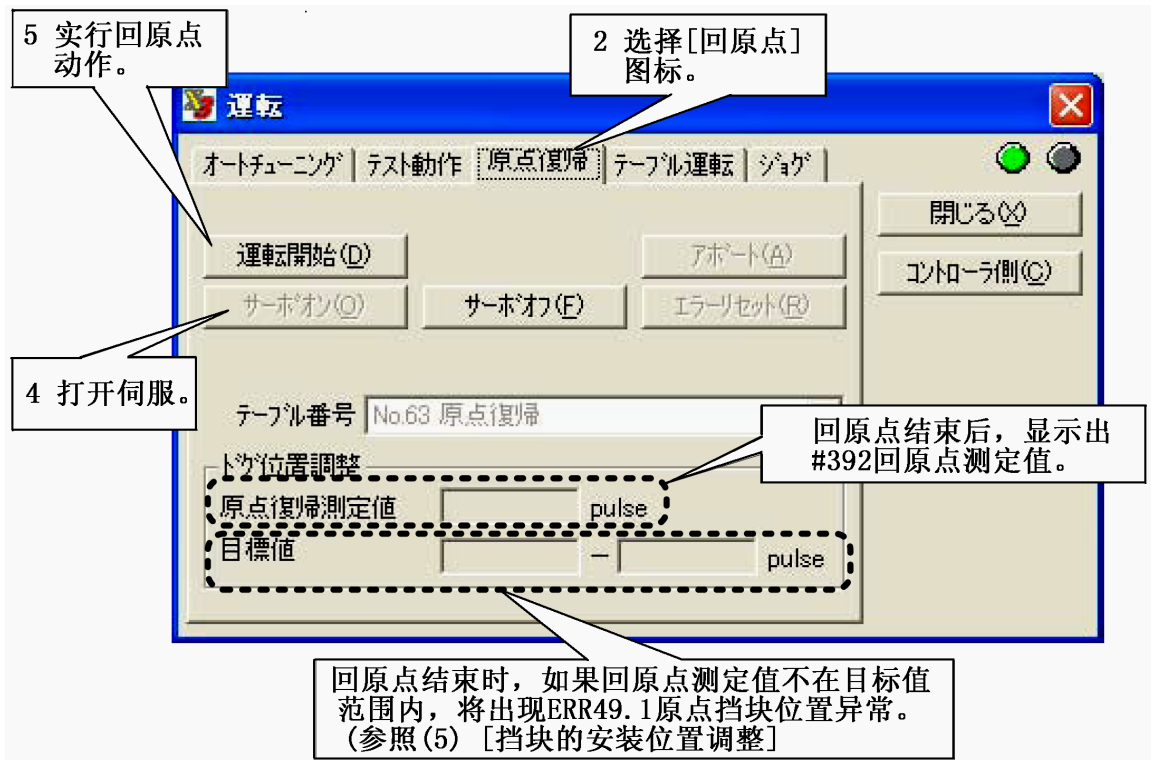 5 实行回原点
动作。
2 选择[回原点]
图标。
運転
オートチューニング
テスト動作
原点復帰
テーブル運転
ジョグ
閉じる(X)
運転開始(D)
アボート(A)
コントローラ側(C)
サーボオン(O)
サーボオフ(F)
エラーリセット(R)
4 打开伺服。
テーブル番号
No.63 原点復帰
回原点结束后，显示出
#392回原点测定值。
ドグ位置調整
原点復帰測定値
pulse
目標値
—
pulse
回原点结束时，如果回原点测定值不在目标值
范围内，将出现ERR49.1原点挡块位置异常。
(参照(5) [挡块的安装位置调整]